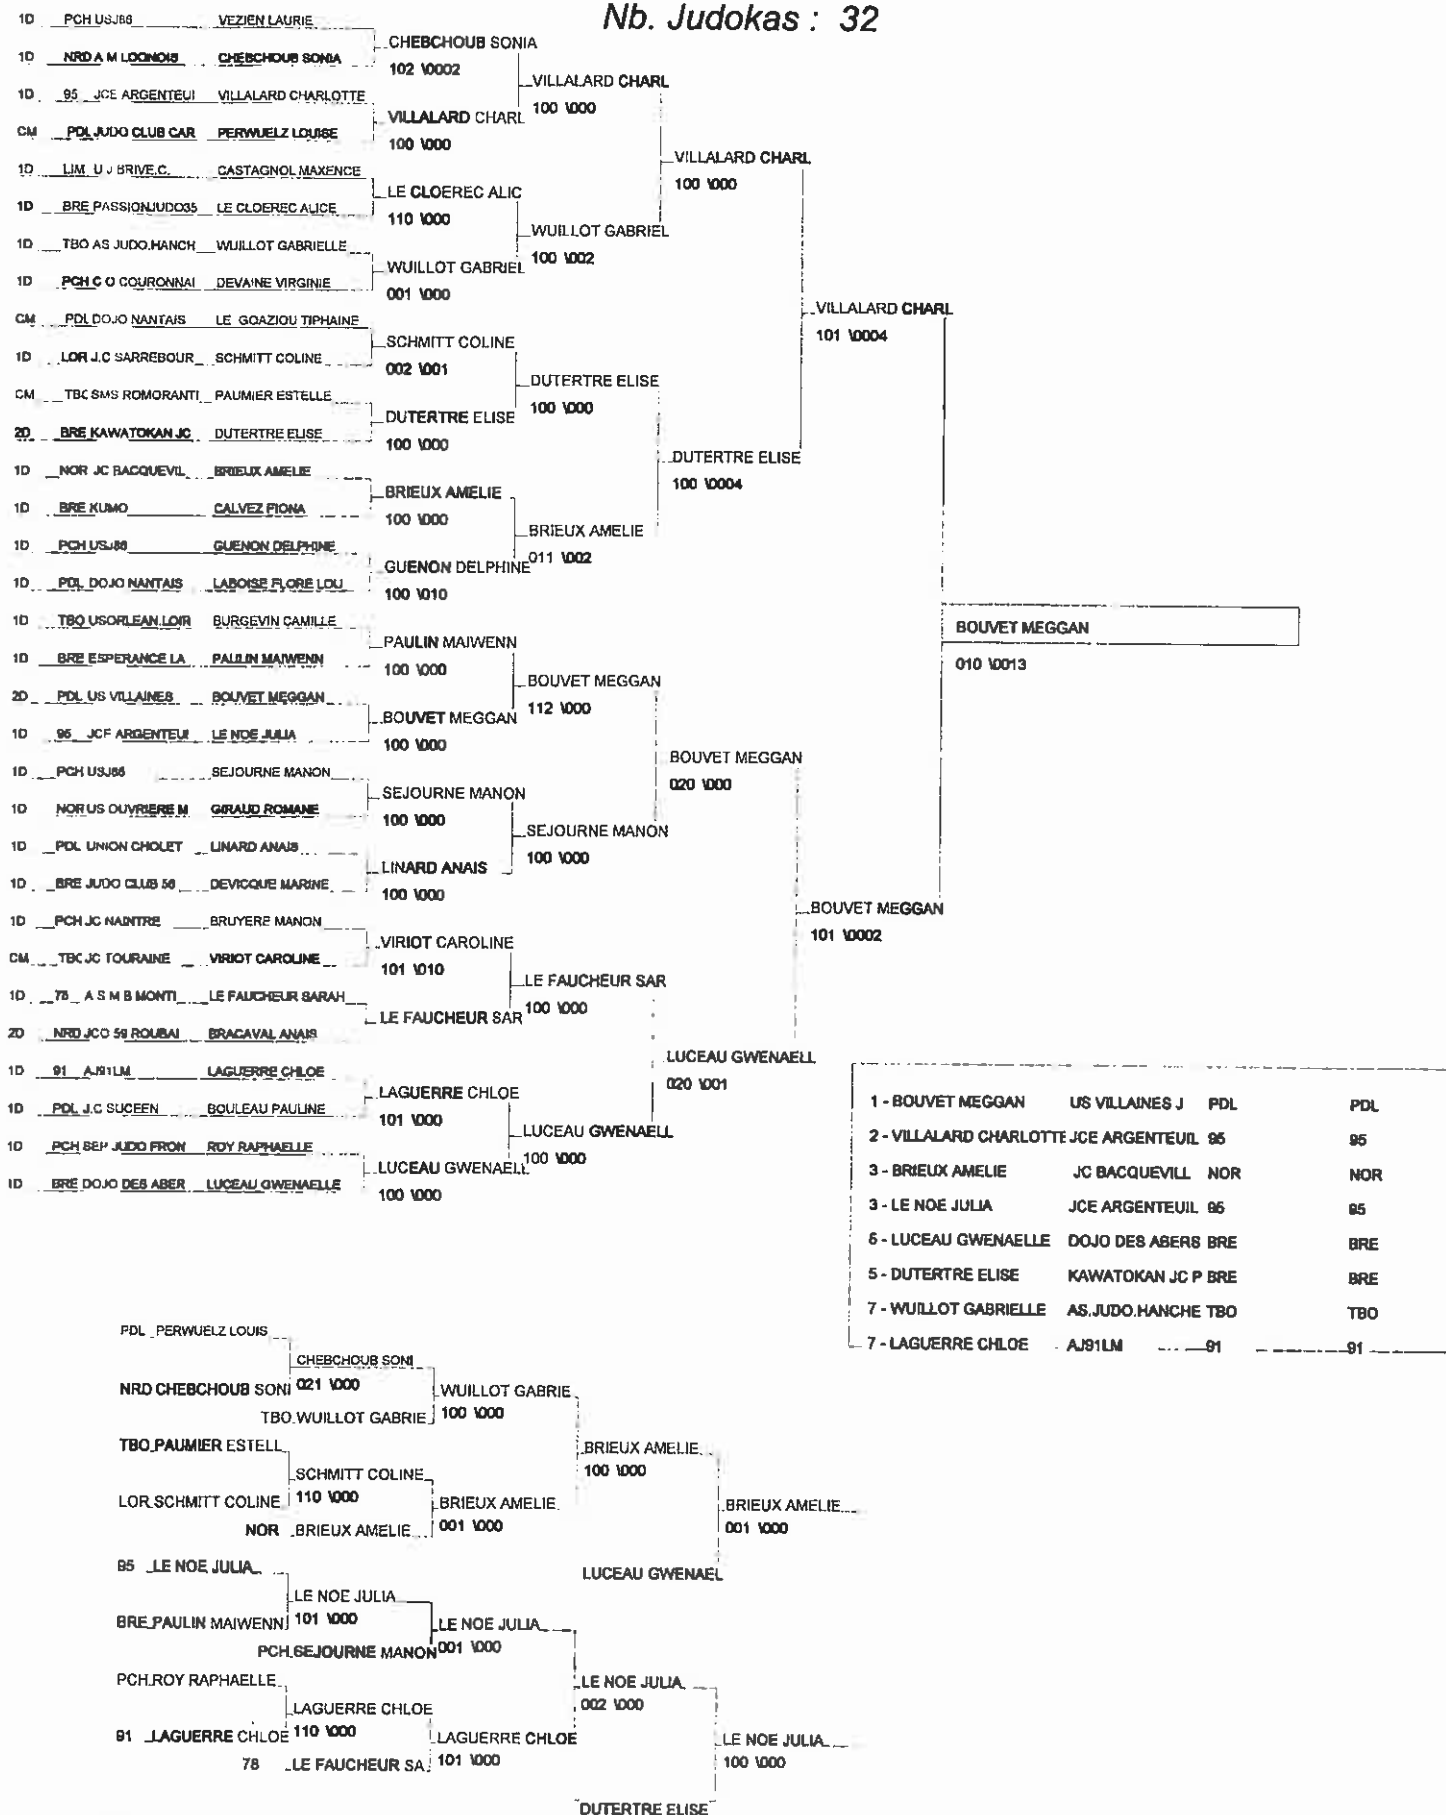 Nb. Judokas : 32
1D PCH USJ86 VEZIEN LAURIE
1D NRD A M LOONOIS CHEBCHOUB SONIA
1D 95 JCE ARGENTEUI VILLALARD CHARLOTTE
CM PDL JUDO CLUB CAR PERWUELZ LOUISE
1D LIM U J BRIVE.C. CASTAGNOL MAXENCE
1D BRE PASSIONJUDO35 LE CLOEREC ALICE
1D TBO AS JUDO.HANCH WUILLOT GABRIELLE
1D PCH C O COURONNAI DEVAINE VIRGINIE
CM PDL DOJO NANTAIS LE GOAZIOU TIPHAINE
1D LOR J.C SARREBOUR SCHMITT COLINE
CM TBO SMS ROMORANTI PAUMIER ESTELLE
2D BRE KAWATOKAN JC DUTERTRE ELISE
1D NOR JC BACQUEVIL BRIEUX AMELIE
1D BRE KUMO CALVEZ FIONA
1D PCH USJ86 GUENON DELPHINE
1D PDL DOJO NANTAIS LABOISE FLORE LOU
1D TBO USORLEAN.LOIR BURGEVIN CAMILLE
1D BRE ESPERANCE LA PAULIN MAIWENN
2D PDL US VILLAINES BOUVET MEGGAN
1D 95 JCE ARGENTEUI LE NOE JULIA
1D PCH USJ86 SEJOURNE MANON
1D NOR US OUVRIERE M GIRAUD ROMANE
1D PDL UNION CHOLET LINARD ANAIS
1D BRE JUDO CLUB 56 DEVICQUE MARINE
1D PCH JC NAINTRE BRUYERE MANON
CM TBO JC TOURAINE VIRIOT CAROLINE
1D 78 A S M B MONTI LE FAUCHEUR SARAH
2D NRD JCO 59 ROUBAI BRACAVAL ANAIS
1D 91 AJ91LM LAGUERRE CHLOE
1D PDL J.C SUCEEN BOULEAU PAULINE
1D PCH SEP JUDO FRON ROY RAPHAELLE
1D BRE DOJO DES ABER LUCEAU GWENAELLE
CHEBCHOUB SONIA
102 \0002
VILLALARD CHARL
100 \000
LE CLOEREC ALIC
110 \000
WUILLOT GABRIEL
001 \000
SCHMITT COLINE
002 \001
DUTERTRE ELISE
100 \000
BRIEUX AMELIE
100 \000
GUENON DELPHINE
100 \010
PAULIN MAIWENN
100 \000
BOUVET MEGGAN
100 \000
SEJOURNE MANON
100 \000
LINARD ANAIS
100 \000
VIRIOT CAROLINE
101 \010
LE FAUCHEUR SAR
LAGUERRE CHLOE
101 \000
LUCEAU GWENAELL
100 \000
VILLALARD CHARL
100 \000
WUILLOT GABRIEL
100 \002
DUTERTRE ELISE
100 \000
BRIEUX AMELIE
011 \002
BOUVET MEGGAN
112 \000
SEJOURNE MANON
100 \000
LE FAUCHEUR SAR
100 \000
LUCEAU GWENAELL
100 \000
VILLALARD CHARL
100 \000
DUTERTRE ELISE
100 \0004
BOUVET MEGGAN
020 \000
LUCEAU GWENAELL
020 \001
VILLALARD CHARL
101 \0004
BOUVET MEGGAN
101 \0002
BOUVET MEGGAN
010 \0013
1 - BOUVET MEGGAN US VILLAINES J PDL PDL
2 - VILLALARD CHARLOTTE JCE ARGENTEUIL 95 95
3 - BRIEUX AMELIE JC BACQUEVILL NOR NOR
3 - LE NOE JULIA JCE ARGENTEUIL 95 95
5 - LUCEAU GWENAELLE DOJO DES ABERS BRE BRE
5 - DUTERTRE ELISE KAWATOKAN JC P BRE BRE
7 - WUILLOT GABRIELLE AS.JUDO.HANCHE TBO TBO
7 - LAGUERRE CHLOE AJ91LM 91 91
PDL PERWUELZ LOUIS
NRD CHEBCHOUB SONI
CHEBCHOUB SONI
021 \000
TBO WUILLOT GABRIE
WUILLOT GABRIE
100 \000
TBO PAUMIER ESTELL
LOR SCHMITT COLINE
SCHMITT COLINE
110 \000
NOR BRIEUX AMELIE
BRIEUX AMELIE
001 \000
BRIEUX AMELIE
100 \000
LUCEAU GWENAEL
BRIEUX AMELIE
001 \000
95 LE NOE JULIA
BRE PAULIN MAIWENN
LE NOE JULIA
101 \000
PCH SEJOURNE MANON
LE NOE JULIA
001 \000
PCH ROY RAPHAELLE
91 LAGUERRE CHLOE
LAGUERRE CHLOE
110 \000
78 LE FAUCHEUR SA
LAGUERRE CHLOE
101 \000
LE NOE JULIA
002 \000
DUTERTRE ELISE
LE NOE JULIA
100 \000